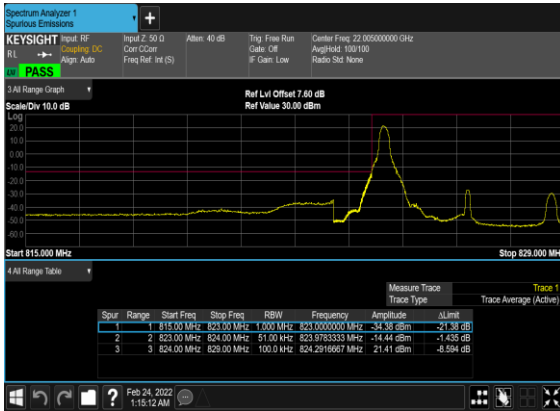 Spectrum Analyzer 1
Spurious Emissions
+
KEYSIGHT Input: RF Input Z: 50 Ω Atten: 40 dB Trig: Free Run Center Freq: 22.005000000 GHz
RL Coupling: DC Corr CCorr Gate: Off Avg|Hold: 100/100
Align: Auto Freq Ref: Int (S) IF Gain: Low Radio Std: None
PASS
3 All Range Graph Ref Lvl Offset 7.60 dB
Scale/Div 10.0 dB Ref Value 30.00 dBm
Log
20.0
10.0
0.00
-10.0
-20.0
-30.0
-40.0
-50.0
-60.0
Start 815.000 MHz Stop 829.000 MH
4 All Range Table
Measure Trace Trace 1
Trace Type Trace Average (Active)
Spur Range Start Freq Stop Freq RBW Frequency Amplitude ΔLimit
1 1 815.00 MHz 823.00 MHz 1.000 MHz 823.0000000 MHz -34.38 dBm -21.38 dB
2 2 823.00 MHz 824.00 MHz 51.00 kHz 823.9783333 MHz -14.44 dBm -1.435 dB
3 3 824.00 MHz 829.00 MHz 100.0 kHz 824.2916667 MHz 21.41 dBm -8.594 dB
? Feb 24, 2022
1:15:12 AM